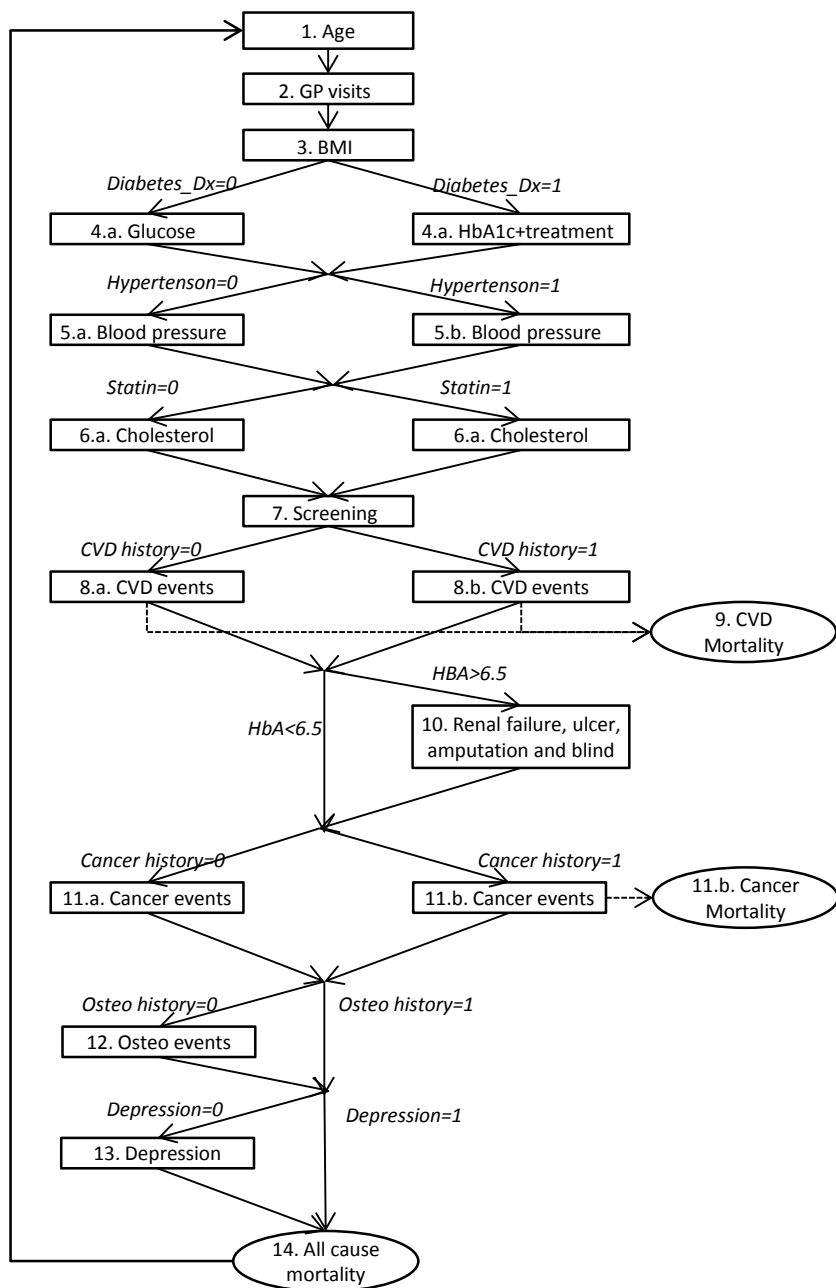 1. Age
2. GP visits
3. BMI
Diabetes_Dx=0
Diabetes_Dx=1
4.a. Glucose
4.a. HbA1c+treatment
Hypertenson=0
Hypertenson=1
5.a. Blood pressure
5.b. Blood pressure
Statin=0
Statin=1
6.a. Cholesterol
6.a. Cholesterol
7. Screening
CVD history=0
CVD history=1
8.a. CVD events
8.b. CVD events
9. CVD
Mortality
HBA>6.5
HbA<6.5
10. Renal failure, ulcer,
amputation and blind
Cancer history=0
Cancer history=1
11.a. Cancer events
11.b. Cancer events
11.b. Cancer
Mortality
Osteo history=0
Osteo history=1
12. Osteo events
Depression=0
Depression=1
13. Depression
14. All cause
mortality